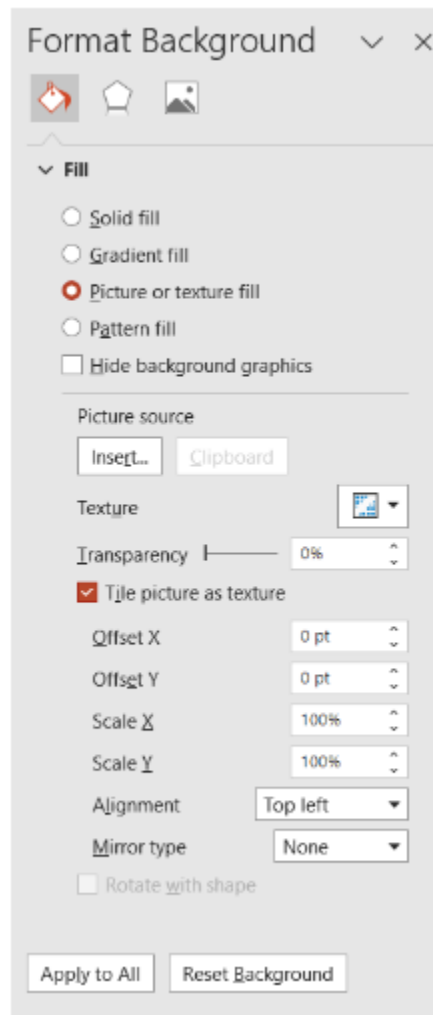 Format Background
Fill
Solid fill
Gradient fill
Picture or texture fill
Pattern fill
Hide background graphics
Picture source
Insert... Clipboard
Texture
Transparency 0%
Tile picture as texture
Offset X 0 pt
Offset Y 0 pt
Scale X 100%
Scale Y 100%
Alignment Top left
Mirror type None
Rotate with shape
Apply to All Reset Background